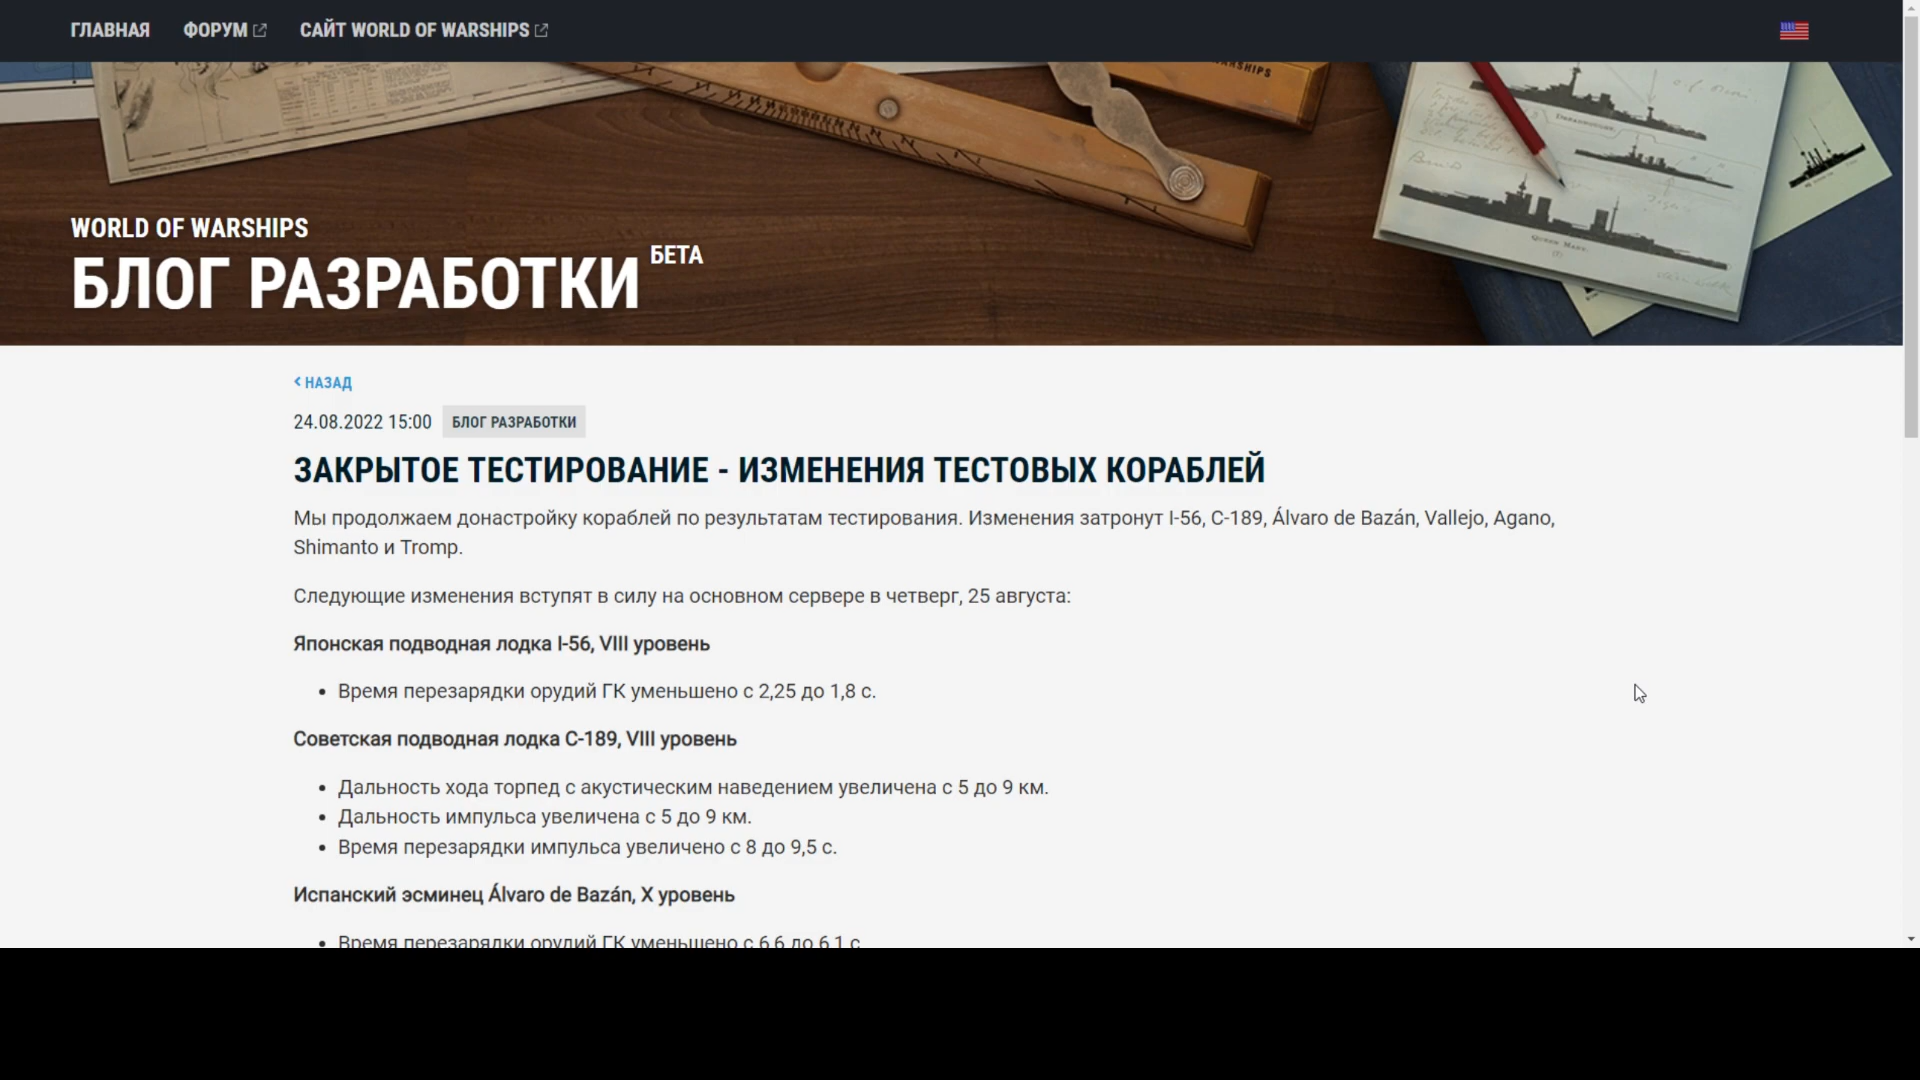 ГЛАВНАЯ
ФОРУМ
САЙТ WORLD OF WARSHIPS
WORLD OF WARSHIPS
БЛОГ РАЗРАБОТКИ БЕТА
НАЗАД
24.08.2022 15:00 БЛОГ РАЗРАБОТКИ
ЗАКРЫТОЕ ТЕСТИРОВАНИЕ - ИЗМЕНЕНИЯ ТЕСТОВЫХ КОРАБЛЕЙ
Мы продолжаем донастройку кораблей по результатам тестирования. Изменения затронут I-56, С-189, Álvaro de Bazán, Vallejo, Agano,
Shimanto и Tromp.
Следующие изменения вступят в силу на основном сервере в четверг, 25 августа:
Японская подводная лодка I-56, VIII уровень
• Время перезарядки орудий ГК уменьшено с 2,25 до 1,8 с.
Советская подводная лодка С-189, VIII уровень
• Дальность хода торпед с акустическим наведением увеличена с 5 до 9 км.
• Дальность импульса увеличена с 5 до 9 км.
• Время перезарядки импульса увеличено с 8 до 9,5 с.
Испанский эсминец Álvaro de Bazán, X уровень
• Время перезарядки орудий ГК уменьшено с 6,6 до 6,1 с